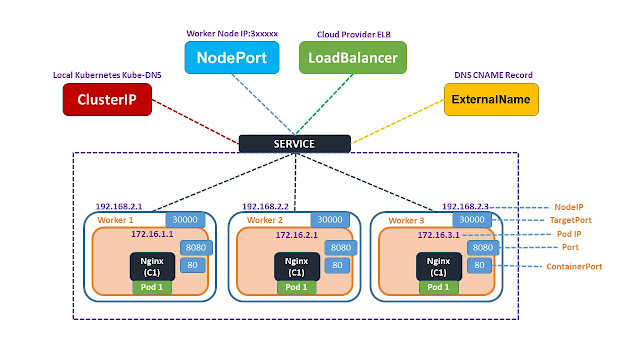 Worker Node IP:3xxxxx
Cloud Provider ELB
NodePort
LoadBalancer
Local Kubernetes Kube-DNS
DNS CNAME Record
ClusterIP
ExternalName
SERVICE
192.168.2.1
192.168.2.2
192.168.2.3
NodeIP
Worker 1
30000
Worker 2
30000
Worker 3
30000
TargetPort
172.16.1.1
172.16.2.1
172.16.3.1
Pod IP
8080
8080
8080
Port
Nginx
(C1)
80
Nginx
(C1)
80
Nginx
(C1)
80
ContainerPort
Pod 1
Pod 1
Pod 1